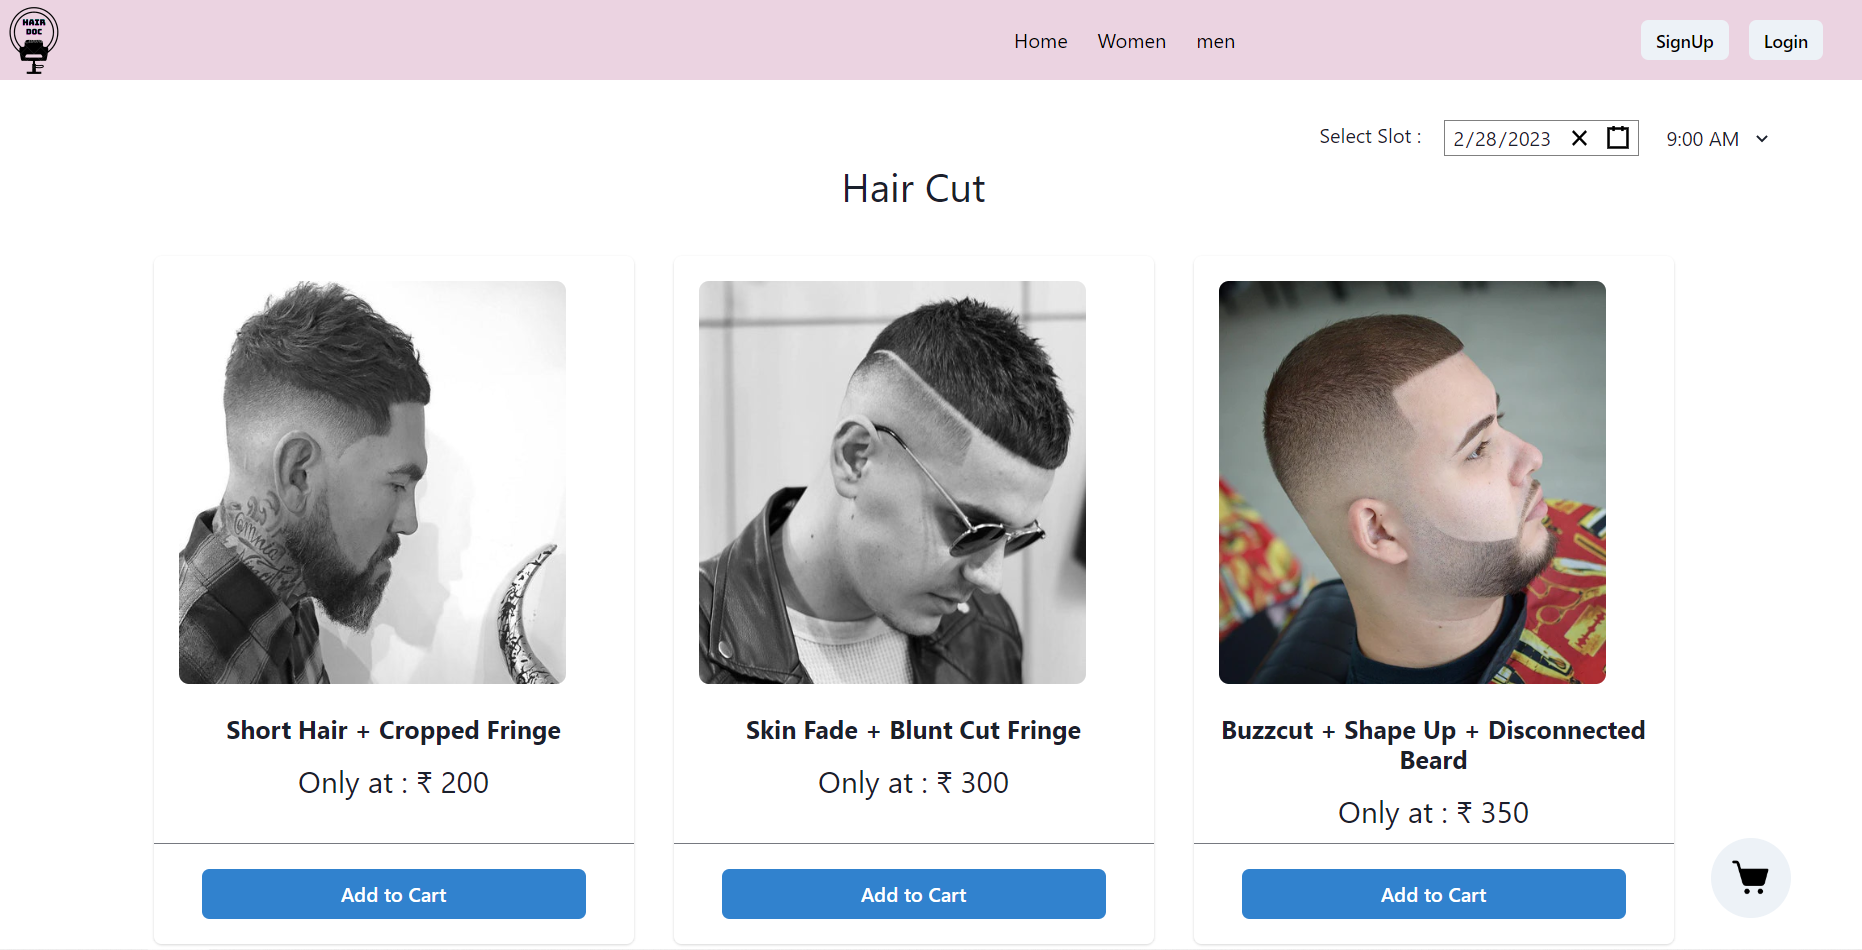 HAIR
DOC
Home
Women
men
SignUp
Login
Select Slot :
2/28/2023
9:00 AM
Hair Cut
Short Hair + Cropped Fringe
Only at : ₹ 200
Add to Cart
Skin Fade + Blunt Cut Fringe
Only at : ₹ 300
Add to Cart
Buzzcut + Shape Up + Disconnected
Beard
Only at : ₹ 350
Add to Cart